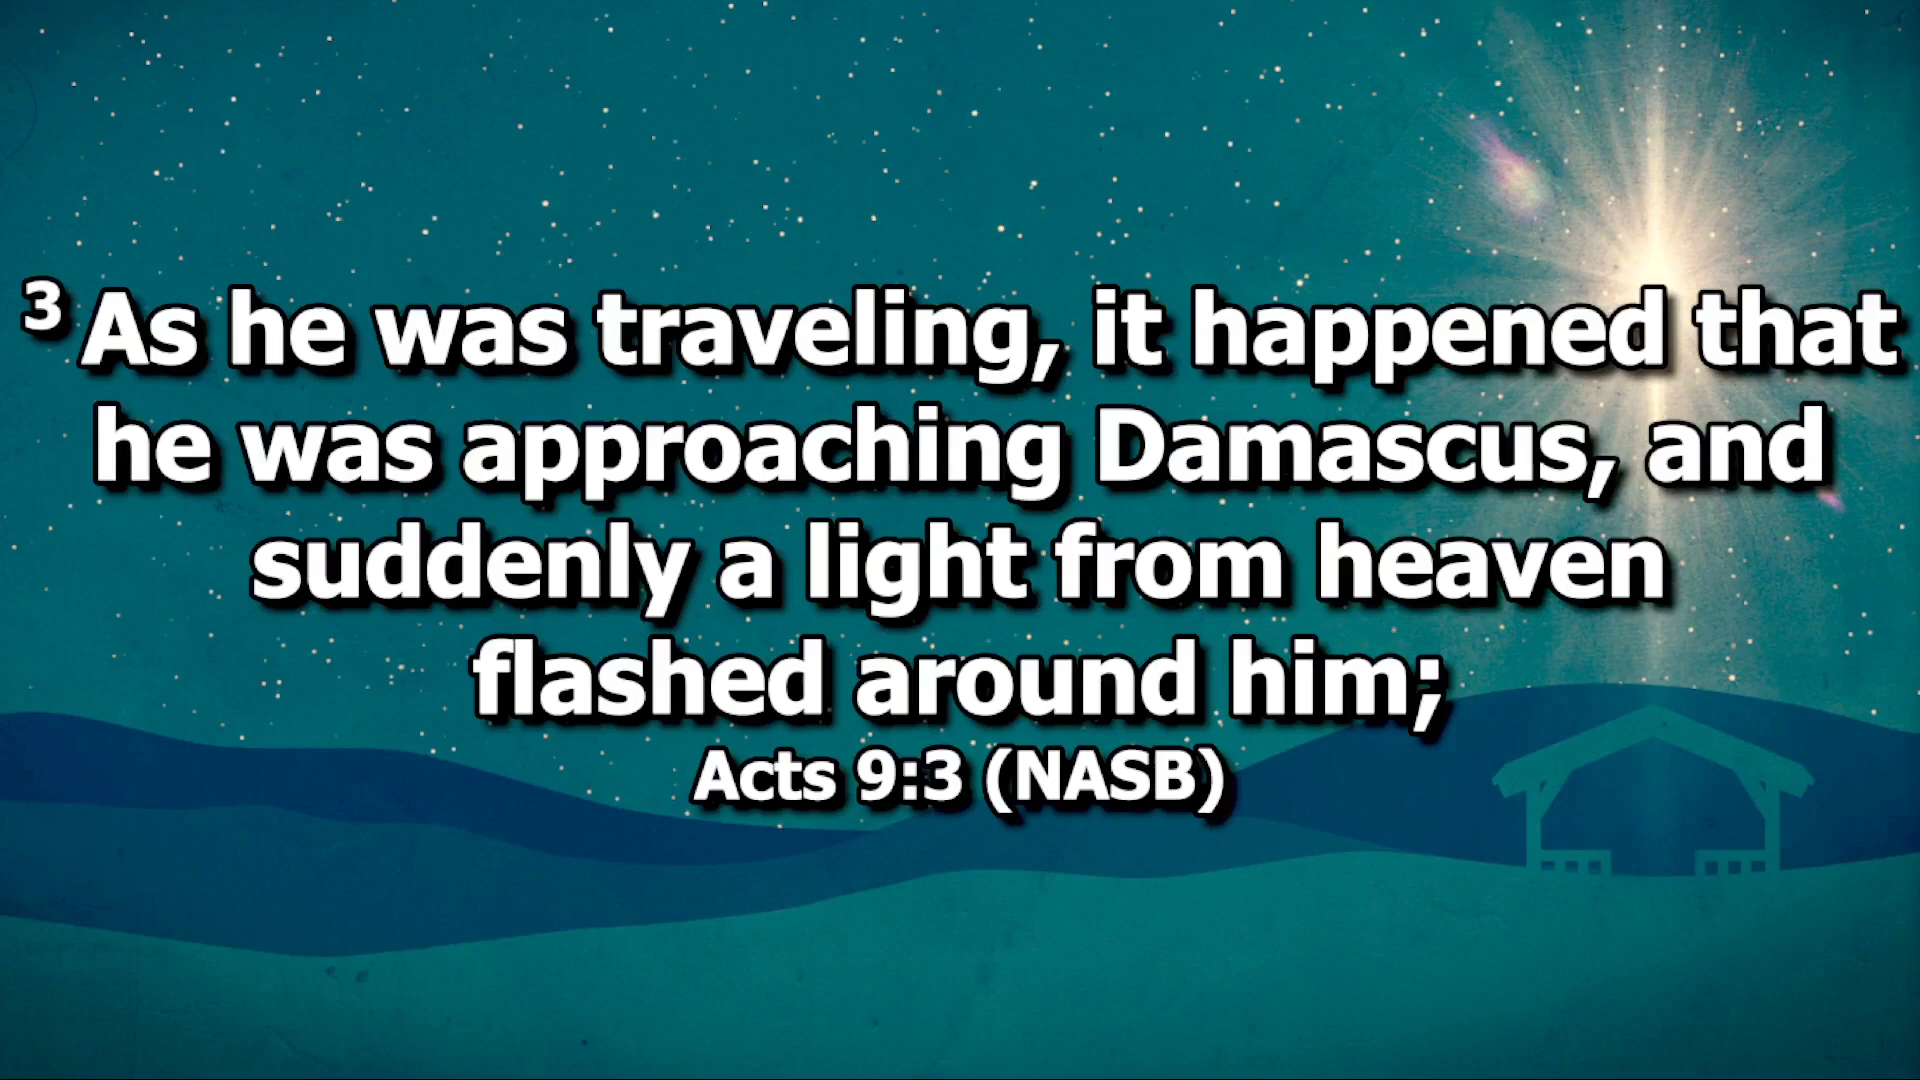 3 As he was traveling, it happened that
he was approaching Damascus, and
suddenly a light from heaven
flashed around him;
Acts 9:3 (NASB)